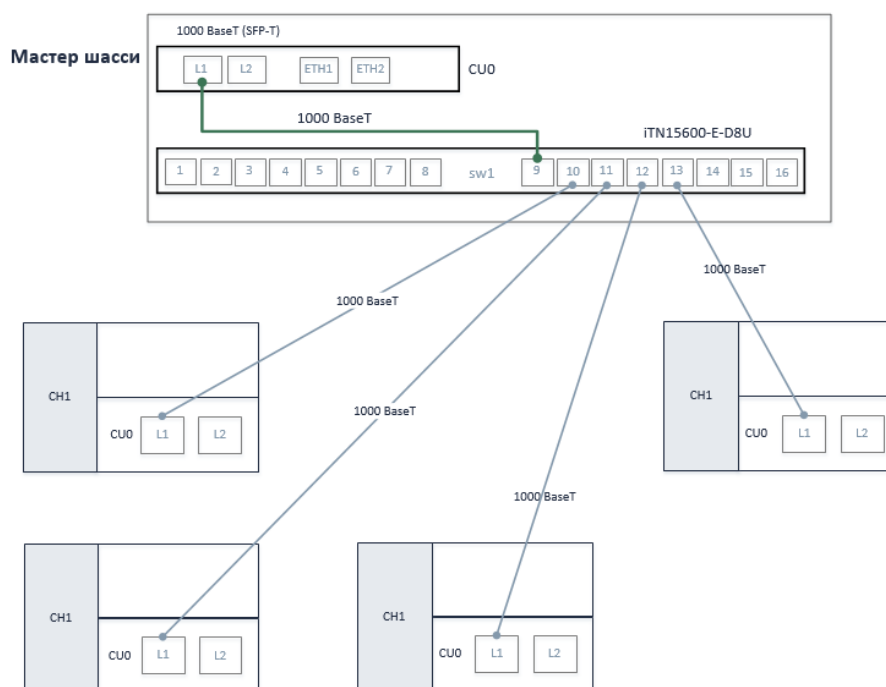 1000 BaseT (SFP-T)
Мастер шасси
L1 L2 ETH1 ETH2 CU0
1000 BaseT
iTN15600-E-D8U
1 2 3 4 5 6 7 8 sw1 9 10 11 12 13 14 15 16
1000 BaseT
1000 BaseT
CH1
CU0 L1 L2
CH1
CU0 L1 L2
1000 BaseT
1000 BaseT
CH1
CU0 L1 L2
CH1
CU0 L1 L2